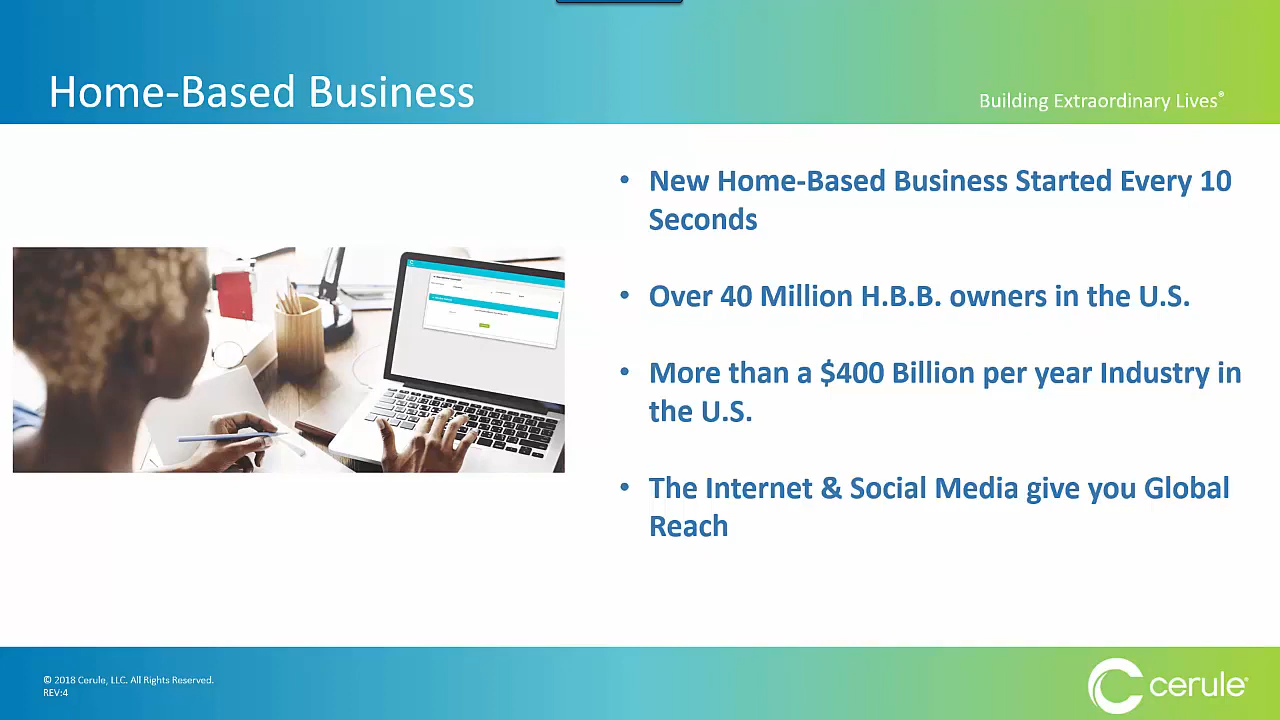 Home-Based Business
Building Extraordinary Lives®
• New Home-Based Business Started Every 10
Seconds
• Over 40 Million H.B.B. owners in the U.S.
• More than a $400 Billion per year Industry in
the U.S.
• The Internet & Social Media give you Global
Reach
© 2018 Cerule, LLC. All Rights Reserved.
REV:4
cerule®